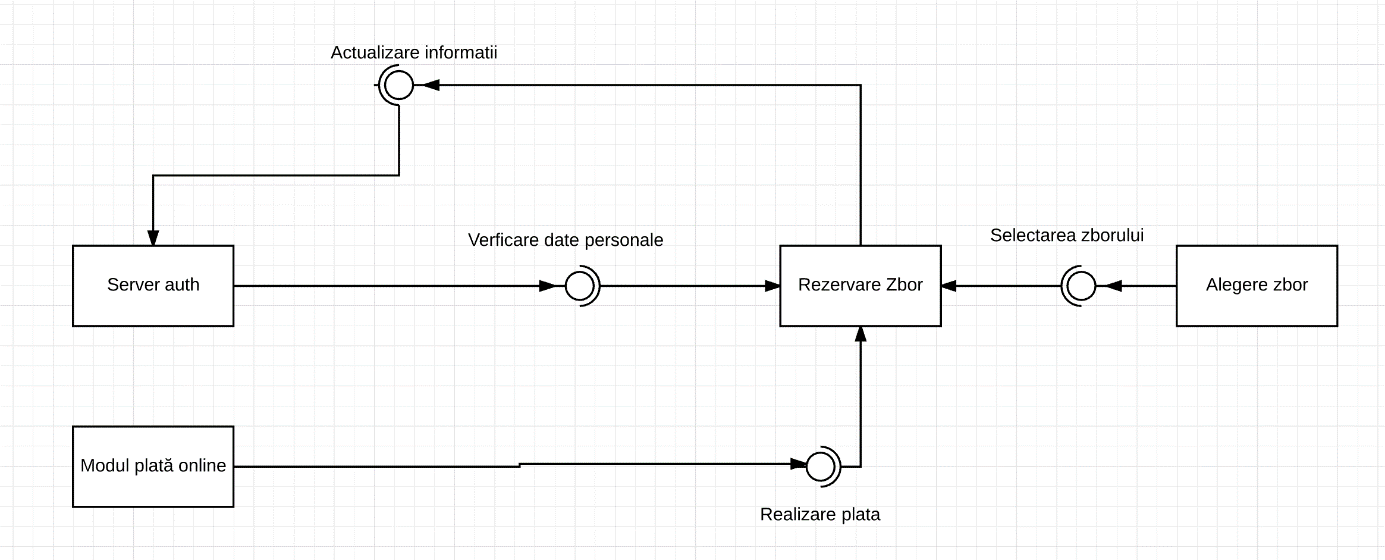 Actualizare informatii
Verficare date personale
Selectarea zborului
Server auth
Rezervare Zbor
Alegere zbor
Modul plată online
Realizare plata